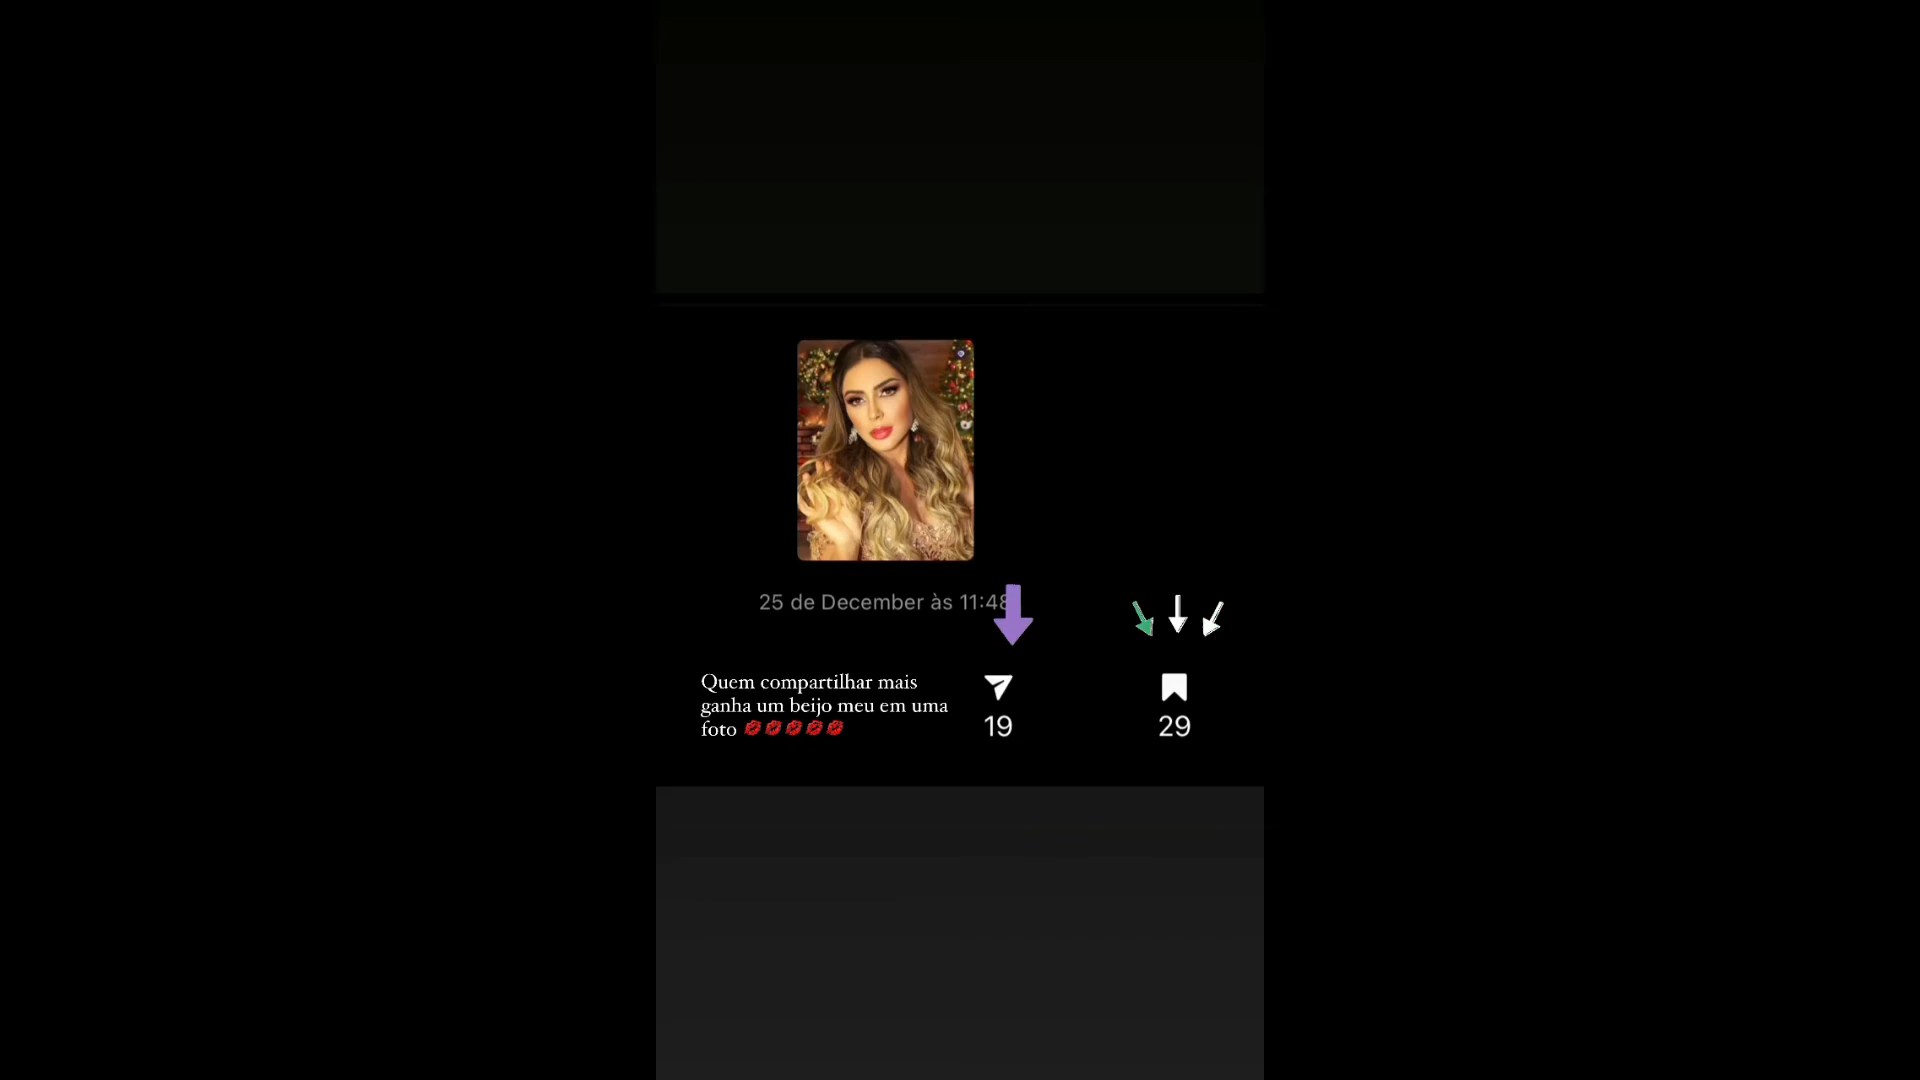 25 de December às 11:48
Quem compartilhar mais
ganha um beijo meu em uma
foto 💋💋💋💋💋
19
29